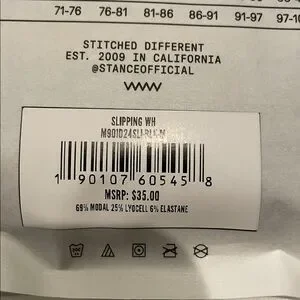 71-76 76-81 81-86 86-91 91-97
STITCHED DIFFERENT
EST. 2009 IN CALIFORNIA
@STANCEOFFICIAL
SLIPPING WH
1 90107 60545 8
MSRP: $35.00
69% MODAL 25% LYOCELL 6% ELASTANE